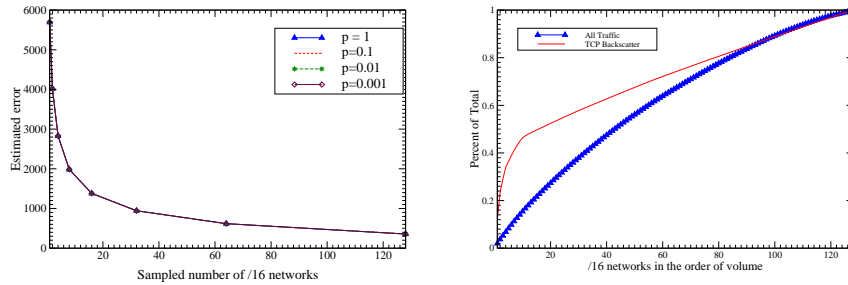 6000
5000
4000
3000
2000
1000
0
Estimated error
20 40 60 80 100 120
Sampled number of /16 networks
p = 1
p=0.1
p=0.01
p=0.001
1
0.8
0.6
0.4
0.2
Percent of Total
20 40 60 80 100 120
/16 networks in the order of volume
All Traffic
TCP Backscatter